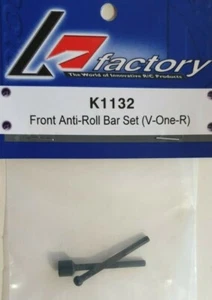 K factory
The World of Innovative R/C Products
K1132
Front Anti-Roll Bar Set (V-One-R)